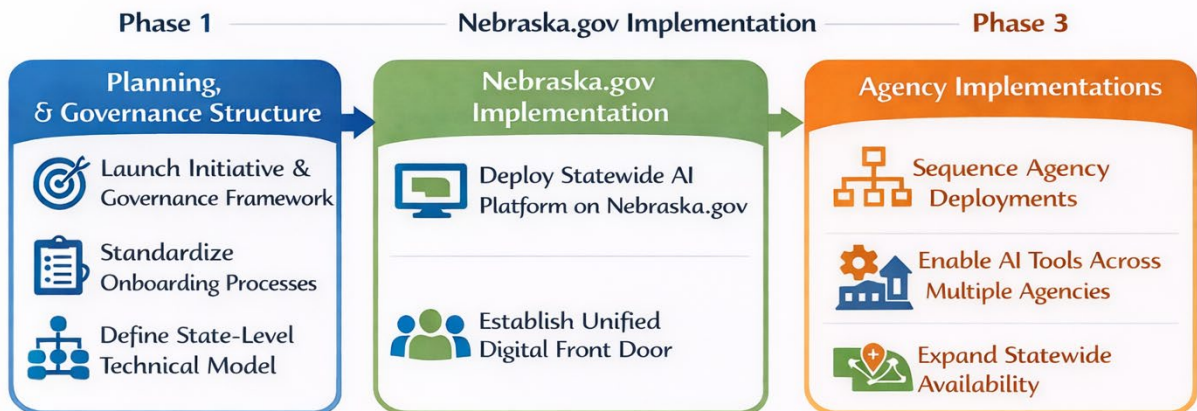 Phase 1
Nebraska.gov Implementation
Phase 3
Planning,
& Governance Structure
Launch Initiative &
Governance Framework
Standardize
Onboarding Processes
Define State-Level
Technical Model
Nebraska.gov
Implementation
Deploy Statewide AI
Platform on Nebraska.gov
Establish Unified
Digital Front Door
Agency Implementations
Sequence Agency
Deployments
Enable AI Tools Across
Multiple Agencies
Expand Statewide
Availability